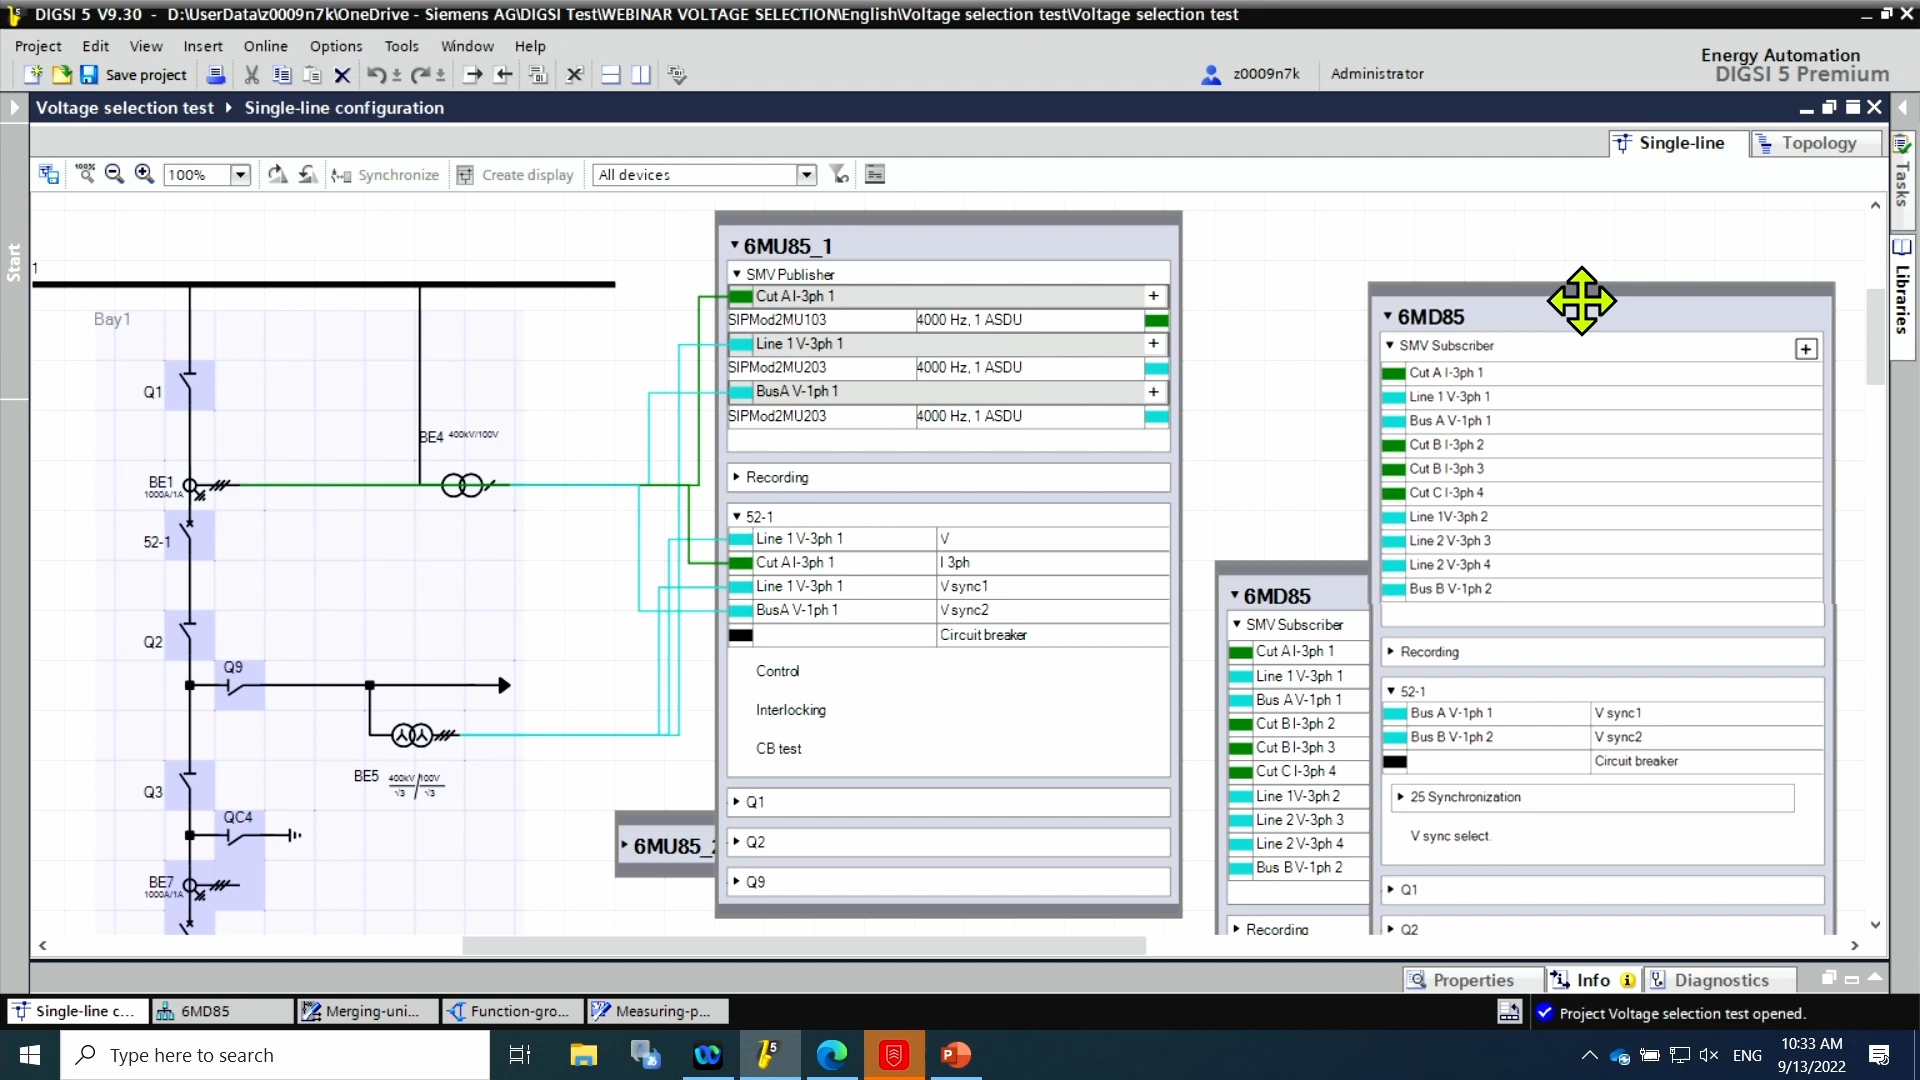 DIGSI 5 V9.30 - D:\UserData\z0009n7k\OneDrive - Siemens AG\DIGSI Test\WEBINAR VOLTAGE SELECTION\English\Voltage selection test\Voltage selection test
Project Edit View Insert Online Options Tools Window Help
Energy Automation
DIGSI 5 Premium
Save project
z0009n7k Administrator
Voltage selection test Single-line configuration
Single-line Topology
100% 100% Synchronize Create display All devices
Tasks
Libraries
Start
1
Bay1
Q1
BE4 400kV/100V
BE1
1000A/1A
52-1
Q2
Q9
BE5 400kV/√3 / 100V/√3
Q3
QC4
BE7
1000A/1A
6MU85_2
6MU85_1
SMV Publisher
Cut A I-3ph 1 +
SIPMod2MU103 4000 Hz, 1 ASDU
Line 1 V-3ph 1 +
SIPMod2MU203 4000 Hz, 1 ASDU
BusA V-1ph 1 +
SIPMod2MU203 4000 Hz, 1 ASDU
Recording
52-1
Line 1 V-3ph 1 V
Cut A I-3ph 1 I 3ph
Line 1 V-3ph 1 V sync1
BusA V-1ph 1 V sync2
Circuit breaker
Control
Interlocking
CB test
Q1
Q2
Q9
6MD85
SMV Subscriber
Cut A I-3ph 1
Line 1 V-3ph 1
Bus A V-1ph 1
Cut B I-3ph 2
Cut B I-3ph 3
Cut C I-3ph 4
Line 1V-3ph 2
Line 2 V-3ph 3
Line 2 V-3ph 4
Bus B V-1ph 2
Recording
6MD85
SMV Subscriber +
Cut A I-3ph 1
Line 1 V-3ph 1
Bus A V-1ph 1
Cut B I-3ph 2
Cut B I-3ph 3
Cut C I-3ph 4
Line 1V-3ph 2
Line 2 V-3ph 3
Line 2 V-3ph 4
Bus B V-1ph 2
Recording
52-1
Bus A V-1ph 1 V sync1
Bus B V-1ph 2 V sync2
Circuit breaker
25 Synchronization
V sync select.
Q1
Q2
Properties Info Diagnostics
Single-line c... 6MD85 Merging-uni... Function-gro... Measuring-p... Project Voltage selection test opened.
Type here to search
ENG
10:33 AM
9/13/2022